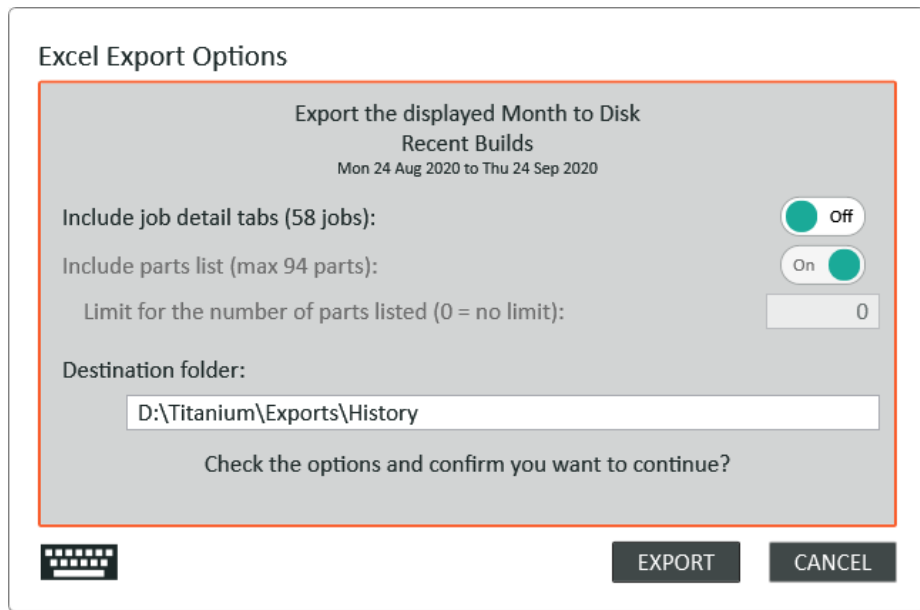 Excel Export Options
Export the displayed Month to Disk
Recent Builds
Mon 24 Aug 2020 to Thu 24 Sep 2020
Include job detail tabs (58 jobs):
Off
Include parts list (max 94 parts):
On
Limit for the number of parts listed (0 = no limit):
0
Destination folder:
D:\Titanium\Exports\History
Check the options and confirm you want to continue?
EXPORT
CANCEL